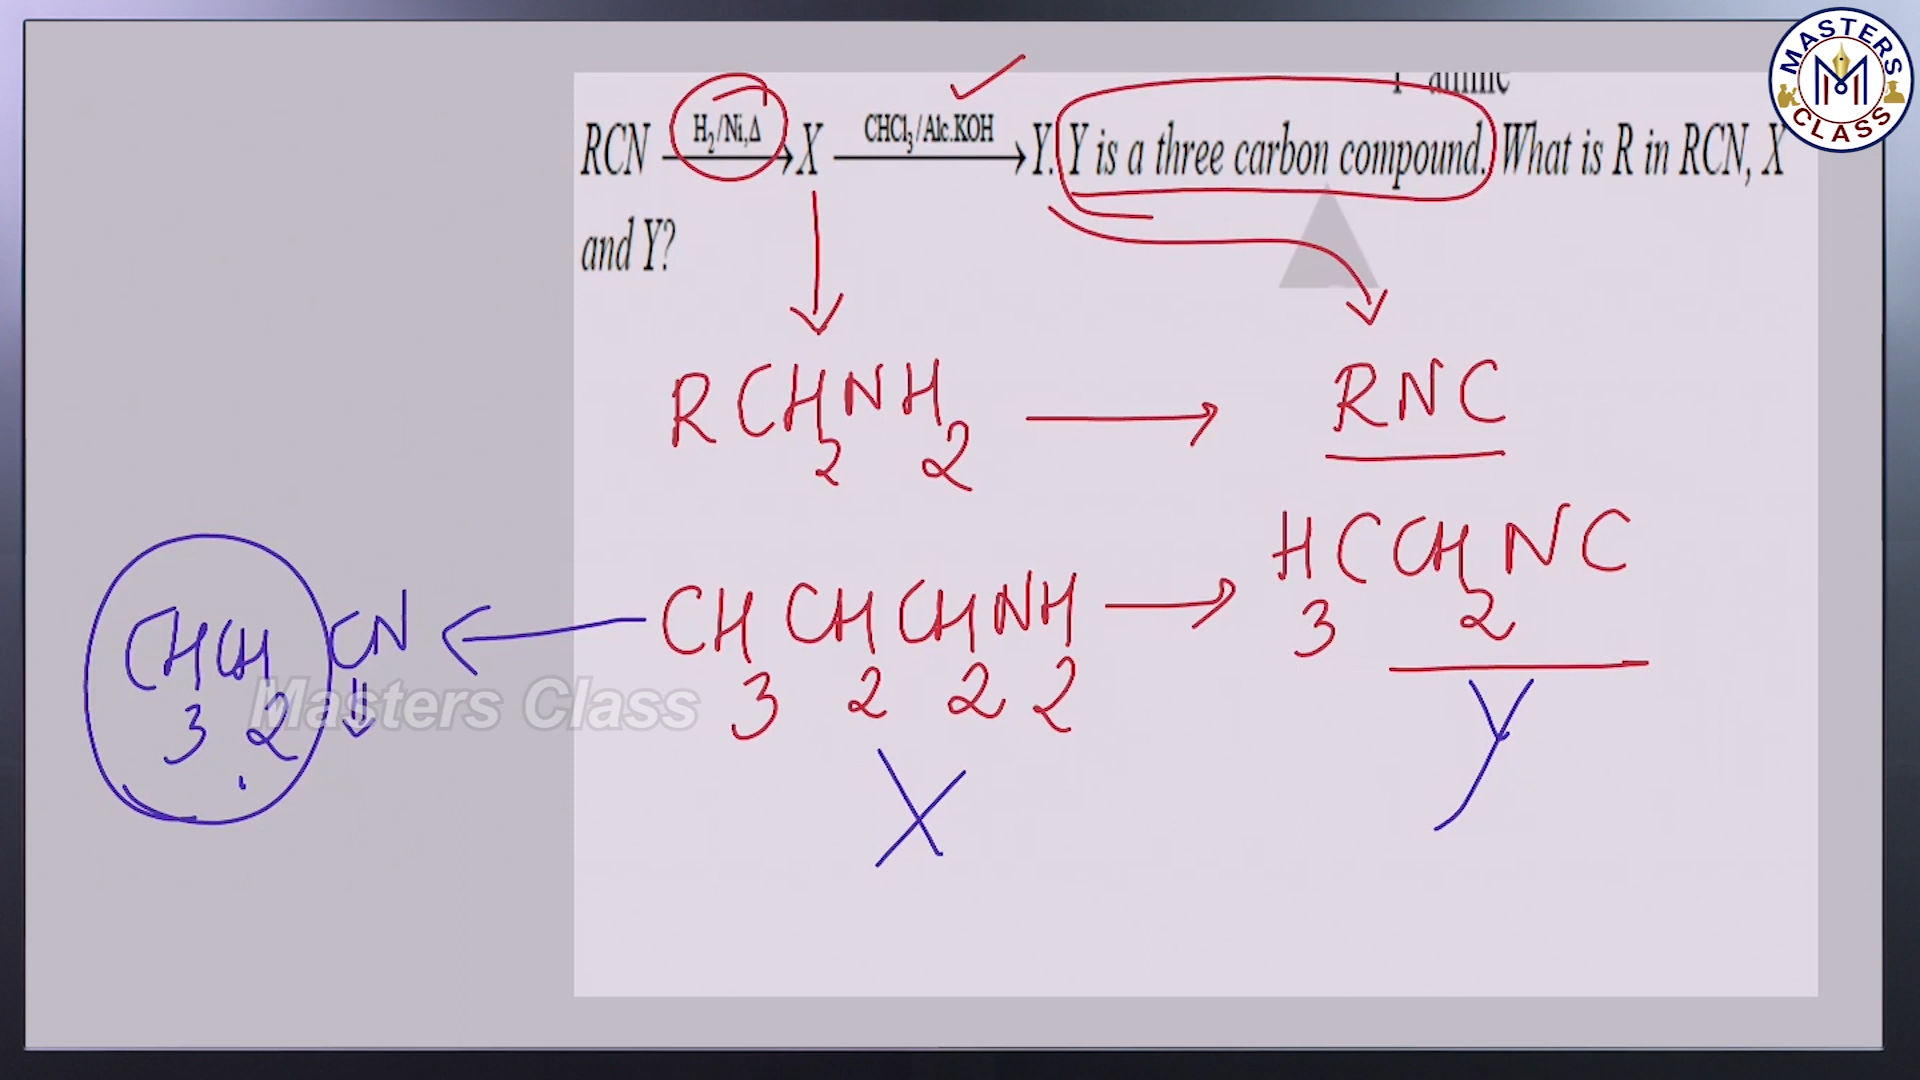 MASTERS CLASS
1° amine
RCN H₂/Ni,Δ → X CHCl₃/Alc.KOH → Y. Y is a three carbon compound. What is R in RCN, X
and Y?
RCH₂NH₂ → RNC
H₃CCH₂NC
CH₃CH₂CN ← CH₃CH₂CH₂NH₂ →
Masters Class
X Y